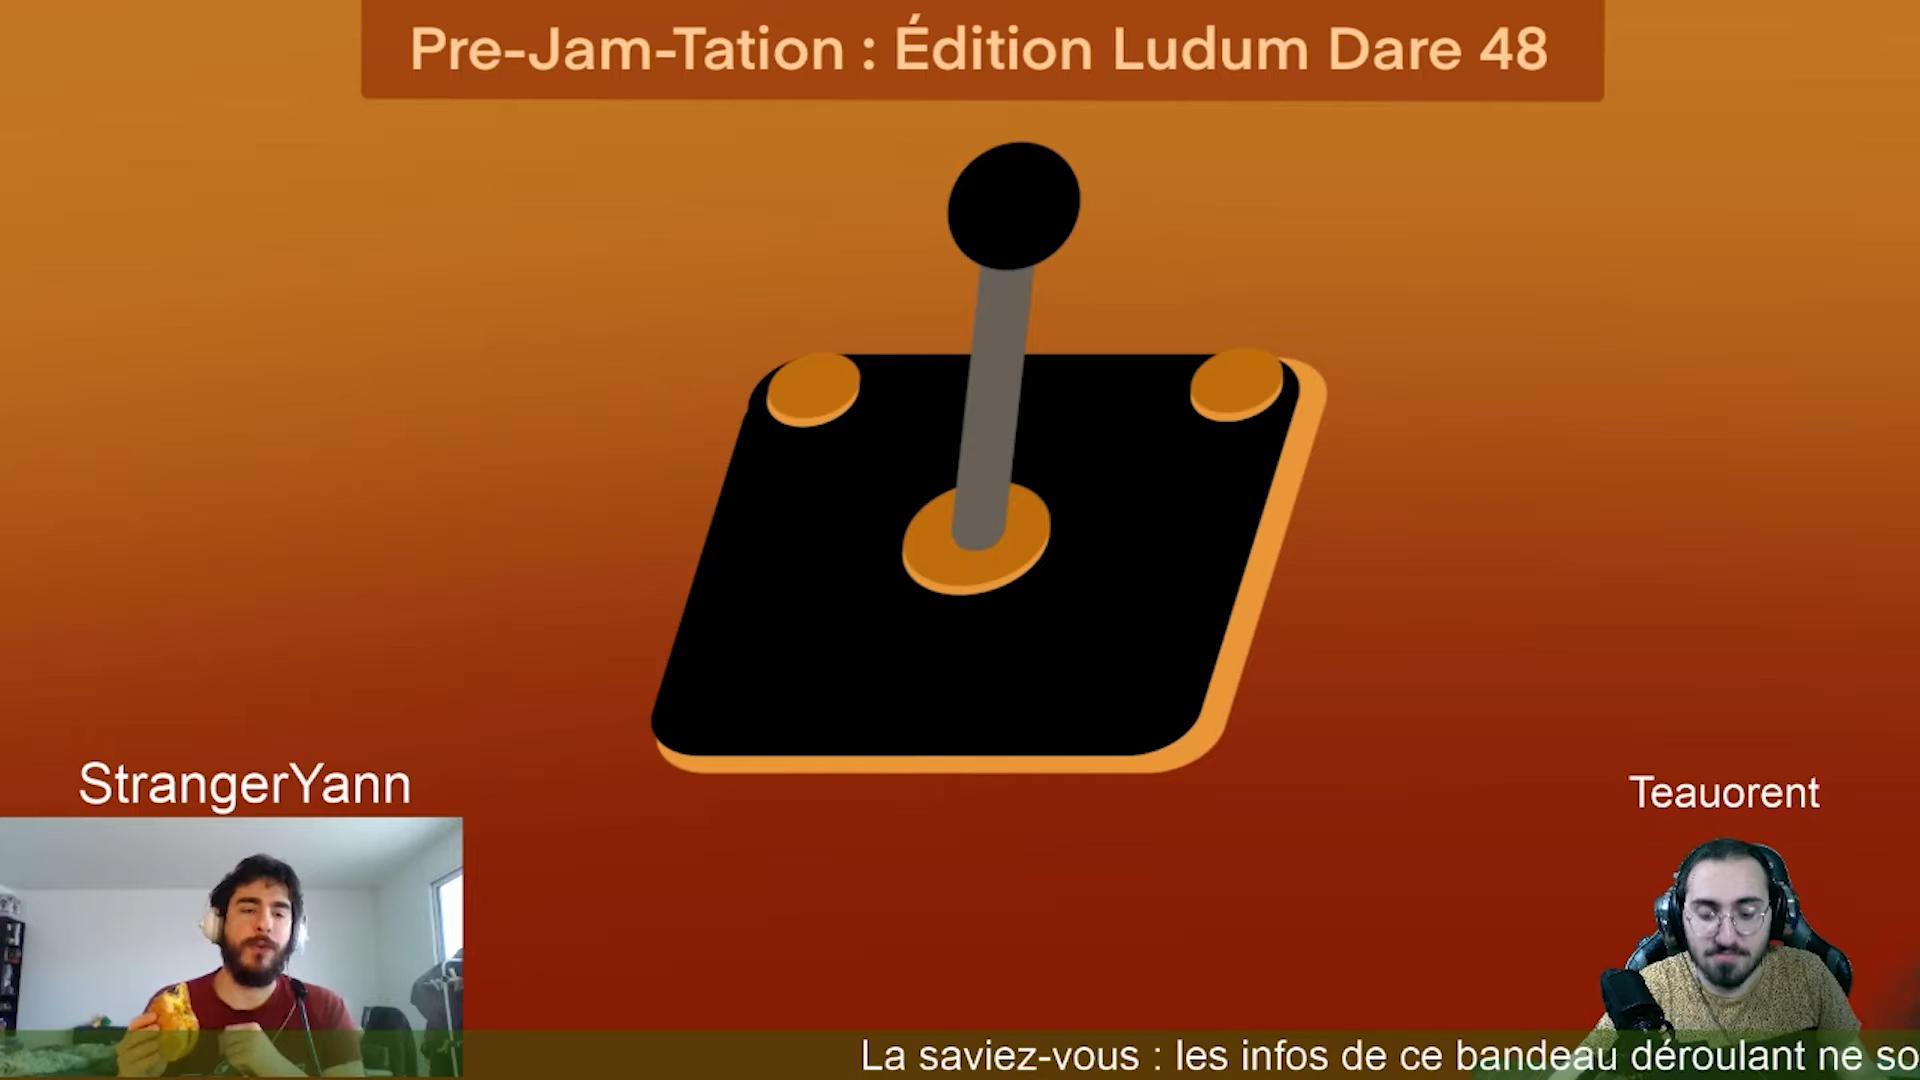 Pre-Jam-Tation : Édition Ludum Dare 48
StrangerYann
Teauorent
La saviez-vous : les infos de ce bandeau déroulant ne so